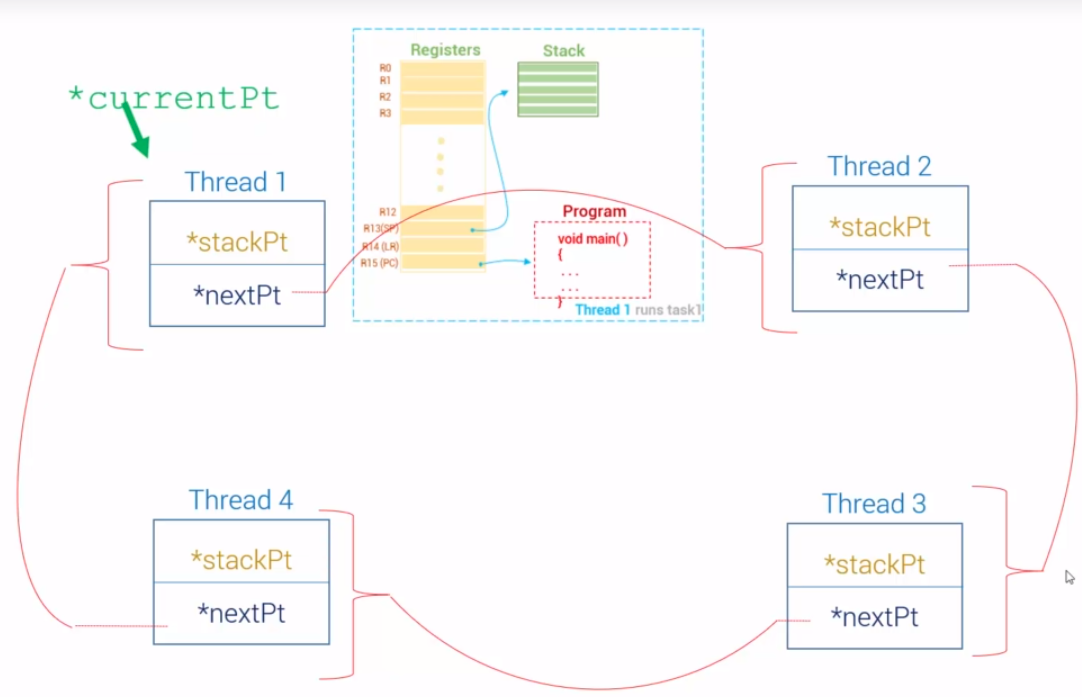 *currentPt
Registers
Stack
R0
R1
R2
R3
R12
R13(SP)
R14 (LR)
R15 (PC)
Program
void main( )
{
...
...
}
Thread 1 runs task1
Thread 1
*stackPt
*nextPt
Thread 2
*stackPt
*nextPt
Thread 4
*stackPt
*nextPt
Thread 3
*stackPt
*nextPt